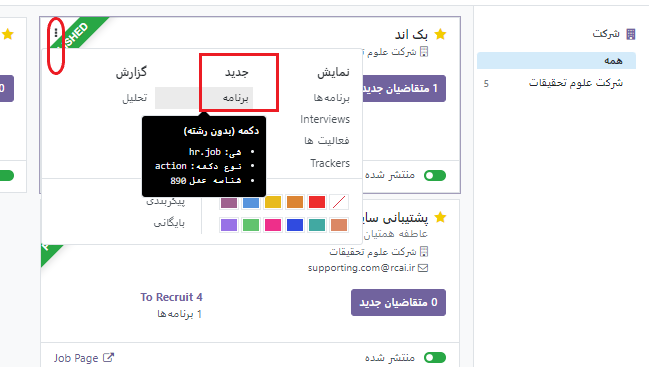 شرکت
همه
شرکت علوم تحقیقات 5
بک اند
شرکت علوم
1 متقاضیان جدید
منتشر شده
نمایش
جدید
گزارش
برنامه‌ها
برنامه
تحلیل
Interviews
فعالیت ها
Trackers
دکمه (بدون رشته)
شی: hr.job
نوع دکمه: action
شناسه عمل 890
پیکربندی
بایگانی
پشتیبانی سای
عاطفه همتیان
شرکت علوم تحقیقات
supporting.com@rcai.ir
0 متقاضیان جدید
To Recruit 4
1 برنامه‌ها
منتشر شده
Job Page